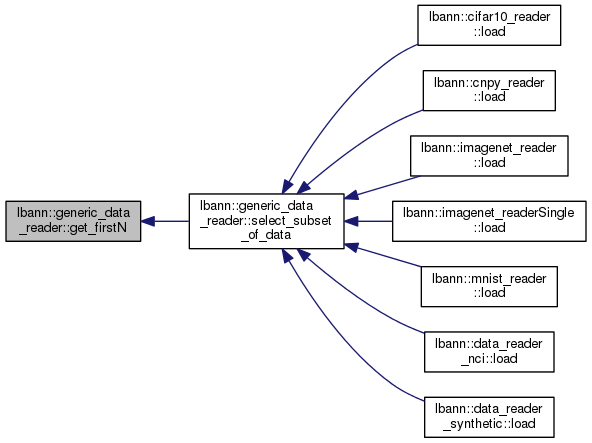 lbann::generic_data
_reader::get_firstN
lbann::generic_data
_reader::select_subset
_of_data
lbann::cifar10_reader
::load
lbann::cnpy_reader
::load
lbann::imagenet_reader
::load
lbann::imagenet_readerSingle
::load
lbann::mnist_reader
::load
lbann::data_reader
_nci::load
lbann::data_reader
_synthetic::load